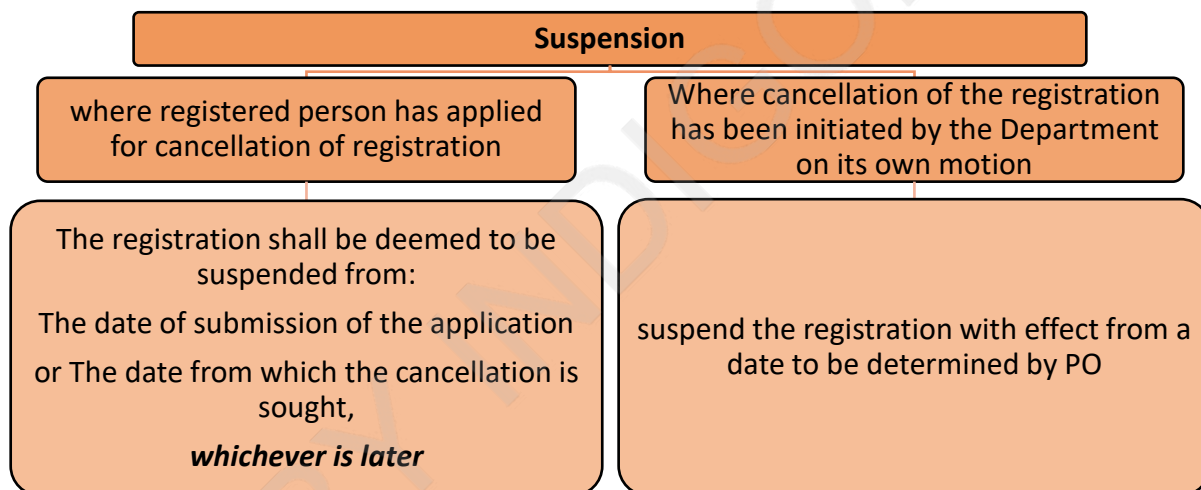 Suspension
where registered person has applied
for cancellation of registration
Where cancellation of the registration
has been initiated by the Department
on its own motion
The registration shall be deemed to be
suspended from:
The date of submission of the application
or The date from which the cancellation is
sought,
whichever is later
suspend the registration with effect from a
date to be determined by PO